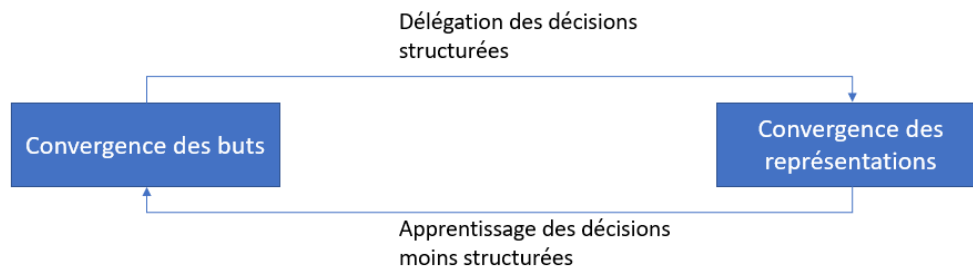 Délégation des décisions
structurées
Convergence des buts
Convergence des
représentations
Apprentissage des décisions
moins structurées